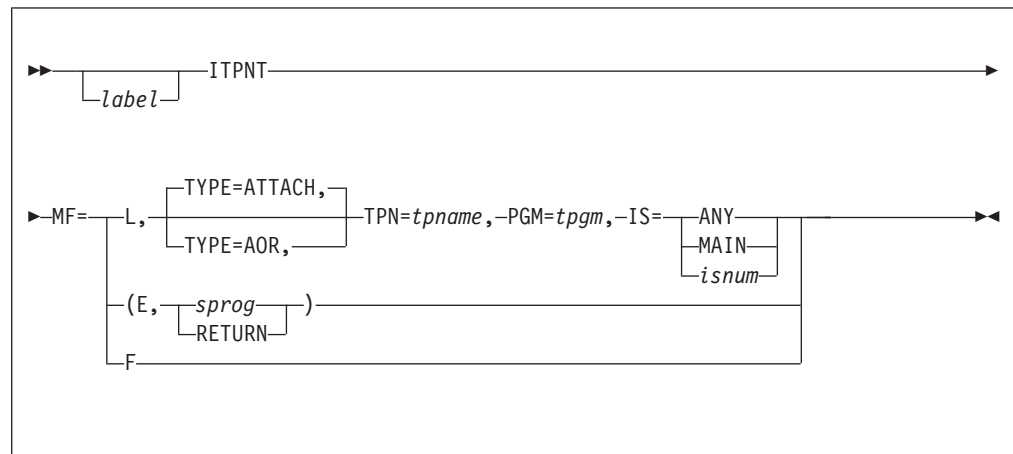 ITPNT
label
TYPE=ATTACH,
MF= L, TPN=tpname, PGM=tpgm, IS= ANY
TYPE=AOR, MAIN
isnum
(E, sprog )
RETURN
F